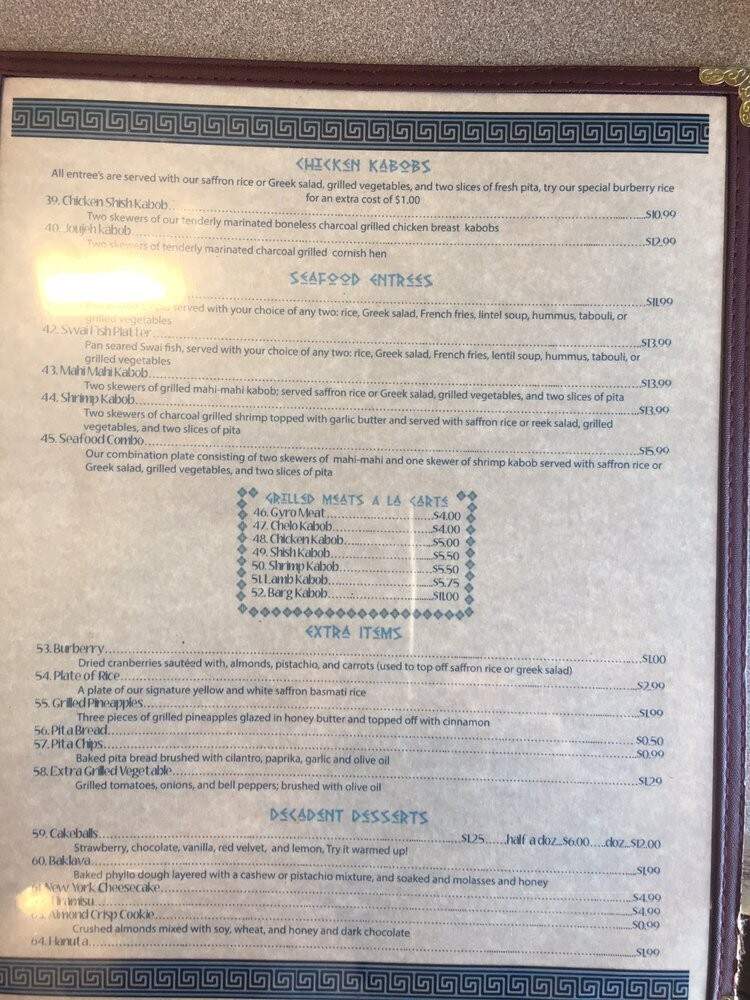 CHICKEN KABOBS
All entree's are served with our saffron rice or Greek salad, grilled vegetables, and two slices of fresh pita, try our special burberry rice
for an extra cost of $1.00
39. Chicken Shish Kabob $10.99
Two skewers of our tenderly marinated boneless charcoal grilled chicken breast kabobs
40. Joujeh kabob $12.99
Two skewers of tenderly marinated charcoal grilled cornish hen
SEAFOOD ENTREES
$11.99
served with your choice of any two: rice, Greek salad, French fries, lintel soup, hummus, tabouli, or
grilled vegetables
42. Swai Fish Platter $13.99
Pan seared Swai fish, served with your choice of any two: rice, Greek salad, French fries, lentil soup, hummus, tabouli, or
grilled vegetables
43. Mahi Mahi Kabob $13.99
Two skewers of grilled mahi-mahi kabob; served saffron rice or Greek salad, grilled vegetables, and two slices of pita
44. Shrimp Kabob $13.99
Two skewers of charcoal grilled shrimp topped with garlic butter and served with saffron rice or reek salad, grilled
vegetables, and two slices of pita
45. Seafood Combo $15.99
Our combination plate consisting of two skewers of mahi-mahi and one skewer of shrimp kabob served with saffron rice or
Greek salad, grilled vegetables, and two slices of pita
GRILLED MEATS A LA CARTE
46. Gyro Meat $4.00
47. Chelo Kabob $4.00
48. Chicken Kabob $5.00
49. Shish Kabob $5.50
50. Shrimp Kabob $5.50
51. Lamb Kabob $5.75
52. Barg Kabob $11.00
EXTRA ITEMS
53. Burberry $1.00
Dried cranberries sautéed with, almonds, pistachio, and carrots (used to top off saffron rice or greek salad)
54. Plate of Rice $2.99
A plate of our signature yellow and white saffron basmati rice
55. Grilled Pineapples $1.99
Three pieces of grilled pineapples glazed in honey butter and topped off with cinnamon
56. Pita Bread $0.50
57. Pita Chips $0.99
Baked pita bread brushed with cilantro, paprika, garlic and olive oil
58. Extra Grilled Vegetable $1.29
Grilled tomatoes, onions, and bell peppers; brushed with olive oil
DECADENT DESSERTS
59. Cakeballs $1.25 half a doz $6.00 doz $12.00
Strawberry, chocolate, vanilla, red velvet, and lemon, Try it warmed up!
60. Baklava $1.99
Baked phyllo dough layered with a cashew or pistachio mixture, and soaked and molasses and honey
61. New York Cheesecake $4.99
Tiramisu $4.99
63. Almond Crisp Cookie $0.99
Crushed almonds mixed with soy, wheat, and honey and dark chocolate
64. Hanuta $1.99